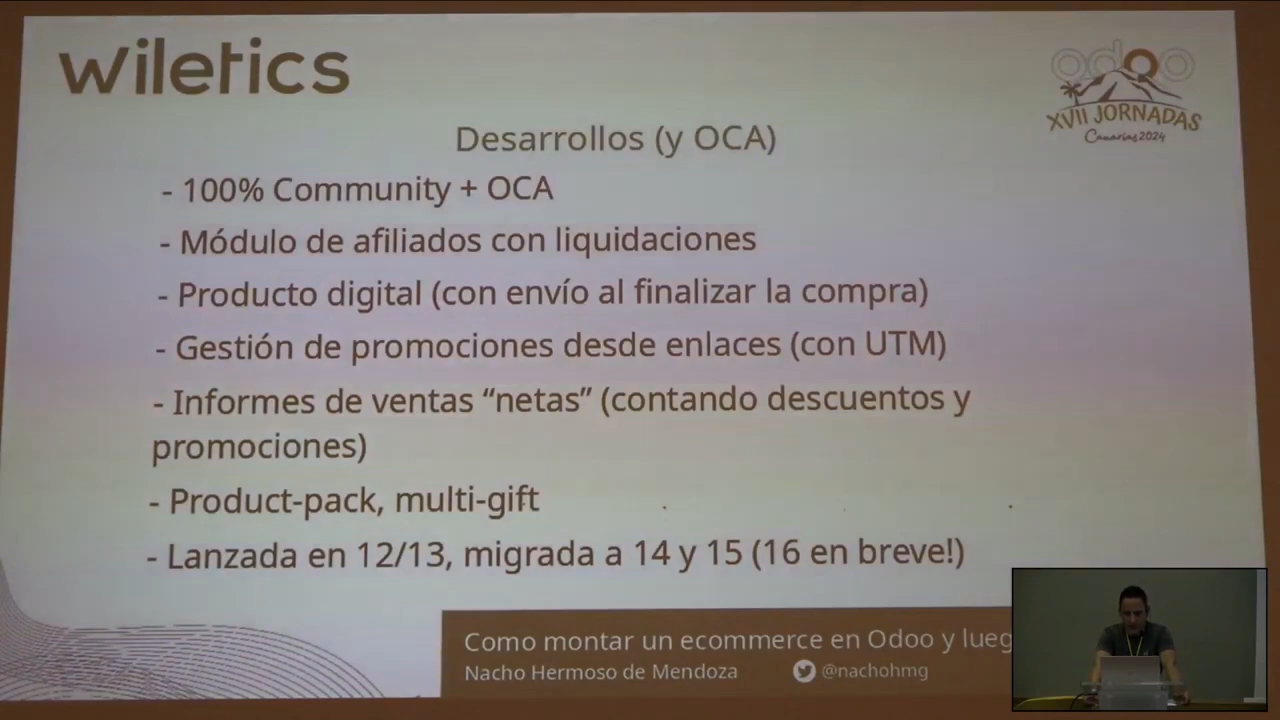 wiletics
odoo
XVII JORNADAS
Canarias 2024
Desarrollos (y OCA)
- 100% Community + OCA
- Módulo de afiliados con liquidaciones
- Producto digital (con envío al finalizar la compra)
- Gestión de promociones desde enlaces (con UTM)
- Informes de ventas “netas” (contando descuentos y
promociones)
- Product-pack, multi-gift
- Lanzada en 12/13, migrada a 14 y 15 (16 en breve!)
Como montar un ecommerce en Odoo y lueg
Nacho Hermoso de Mendoza
@nachohmg